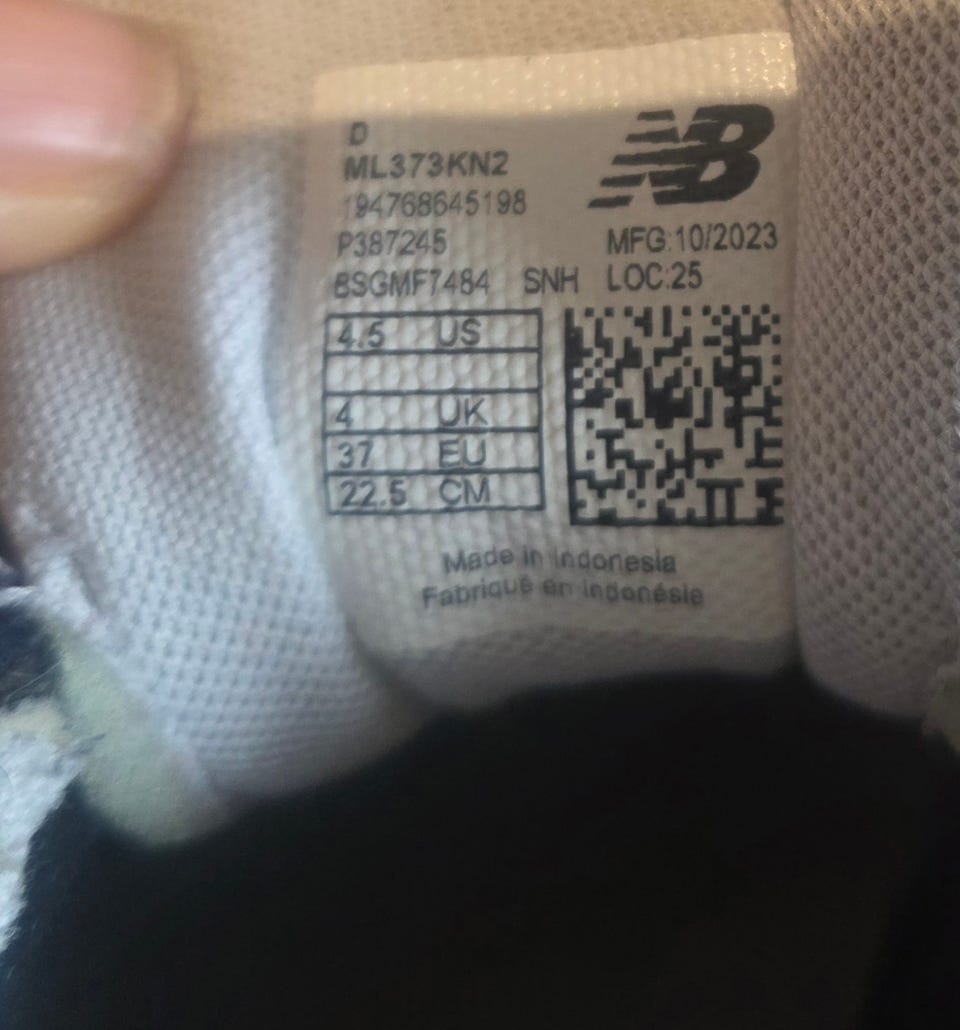 D
ML373KN2
194768645198
P387245
BSGMF7484 SNH
NB
MFG:10/2023
LOC:25
4.5 US
4 UK
37 EU
22.5 CM
Made in Indonesia
Fabriqué en Indonésie